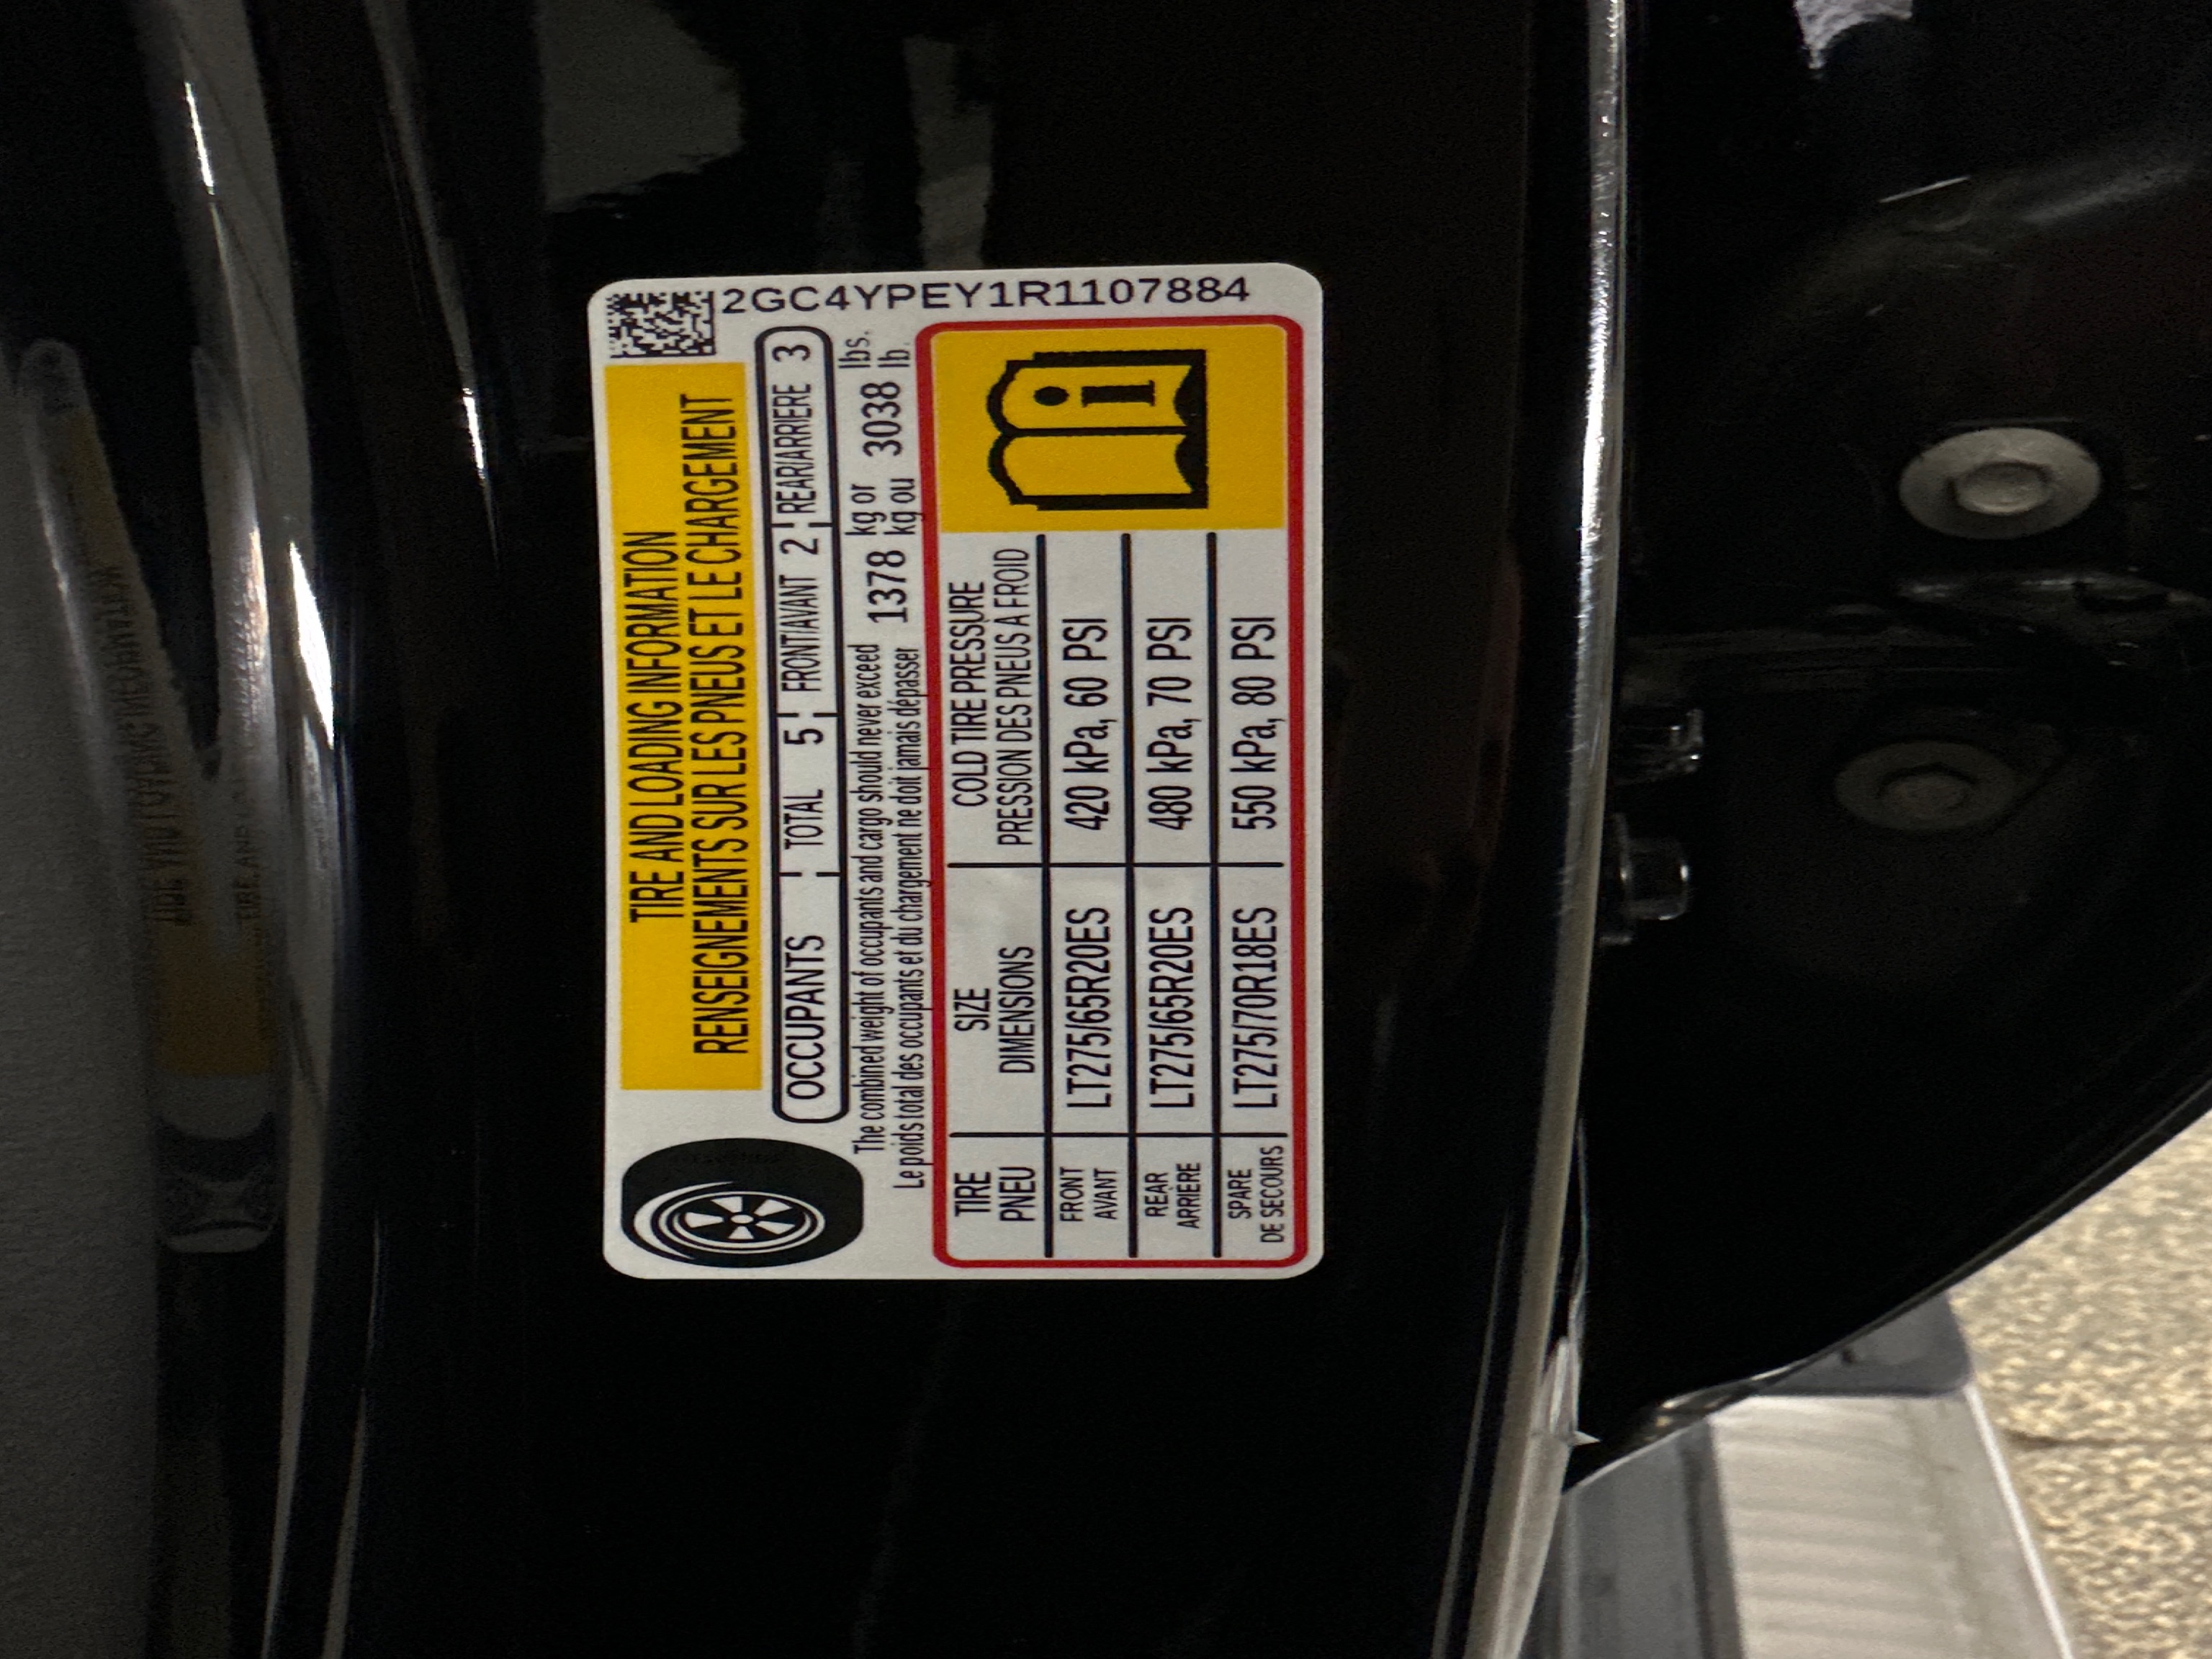 2GC4YPEY1R1107884
TIRE AND LOADING INFORMATION
RENSEIGNEMENTS SUR LES PNEUS ET LE CHARGEMENT
OCCUPANTS TOTAL 5 FRONT/AVANT 2 REAR/ARRIERE 3
The combined weight of occupants and cargo should never exceed 1378 kg or 3038 lbs.
Le poids total des occupants et du chargement ne doit jamais dépasser kg ou lb.
TIRE SIZE COLD TIRE PRESSURE
PNEU DIMENSIONS PRESSION DES PNEUS A FROID
FRONT
AVANT LT275/65R20ES 420 kPa, 60 PSI
REAR
ARRIERE LT275/65R20ES 480 kPa, 70 PSI
SPARE
DE SECOURS LT275/70R18ES 550 kPa, 80 PSI
i